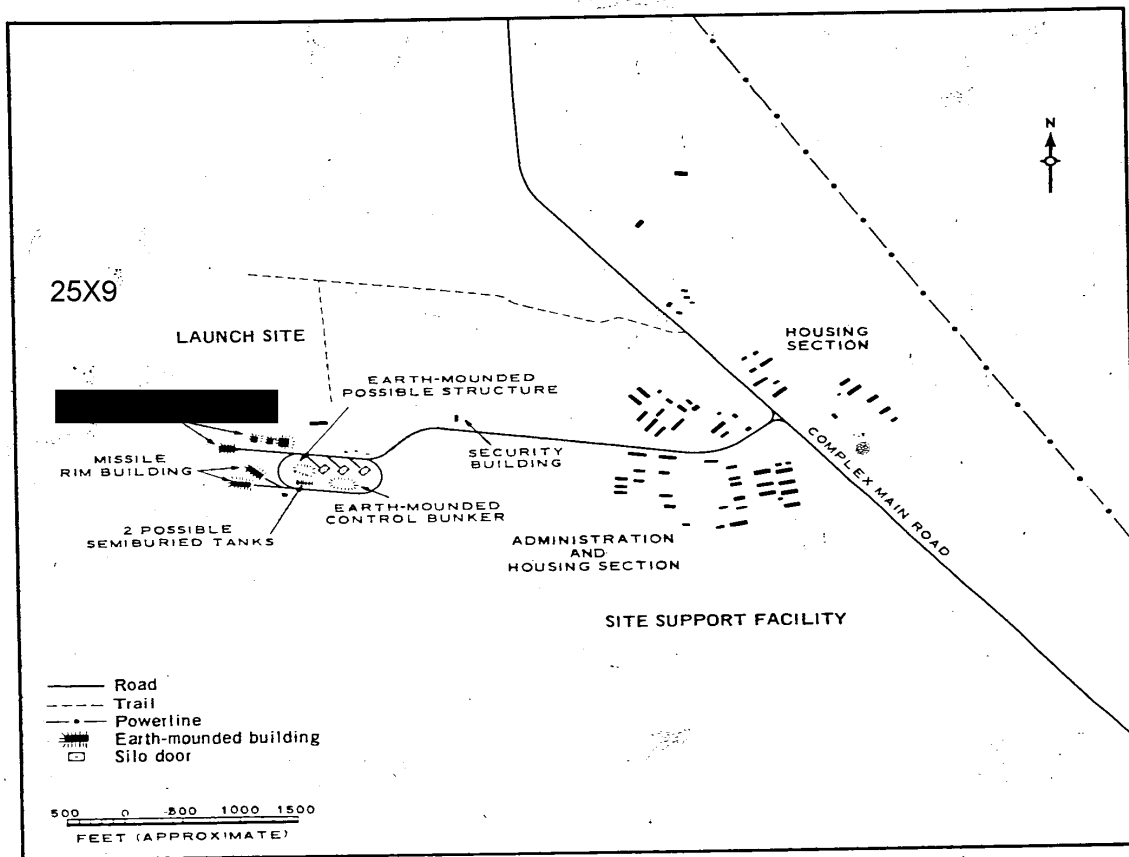 N
25X9
LAUNCH SITE
HOUSING
SECTION
EARTH-MOUNDED
POSSIBLE STRUCTURE
MISSILE
RIM BUILDING
SECURITY
BUILDING
COMPLEX MAIN ROAD
EARTH-MOUNDED
CONTROL BUNKER
2 POSSIBLE
SEMIBURIED TANKS
ADMINISTRATION
AND
HOUSING SECTION
SITE SUPPORT FACILITY
Road
Trail
Powerline
Earth-mounded building
Silo door
500 0 500 1000 1500
FEET (APPROXIMATE)